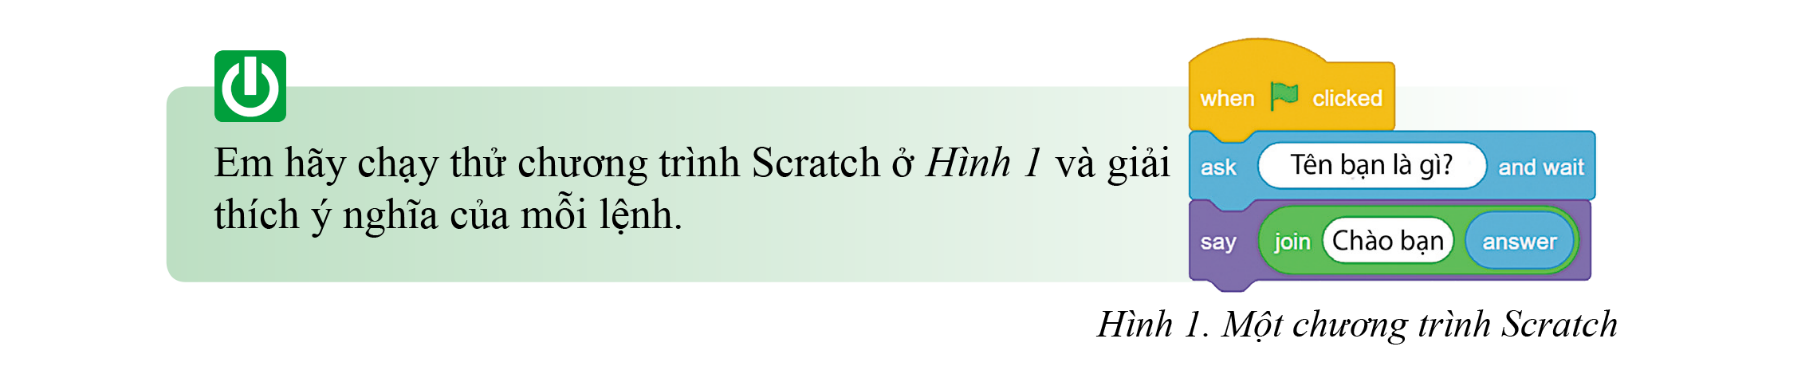 Em hãy chạy thử chương trình Scratch ở Hình 1 và giải
thích ý nghĩa của mỗi lệnh.
when clicked
ask Tên bạn là gì? and wait
say join Chào bạn answer
Hình 1. Một chương trình Scratch